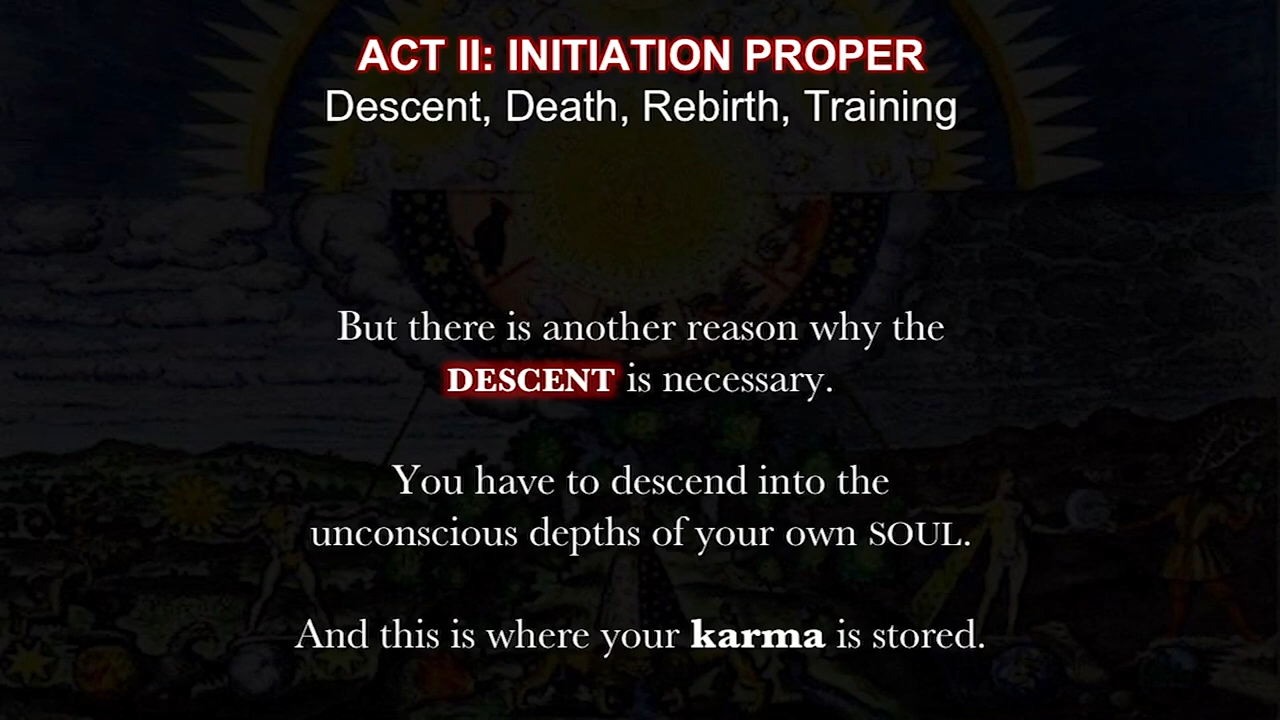 ACT II: INITIATION PROPER
Descent, Death, Rebirth, Training
But there is another reason why the
DESCENT is necessary.
You have to descend into the
unconscious depths of your own SOUL.
And this is where your karma is stored.